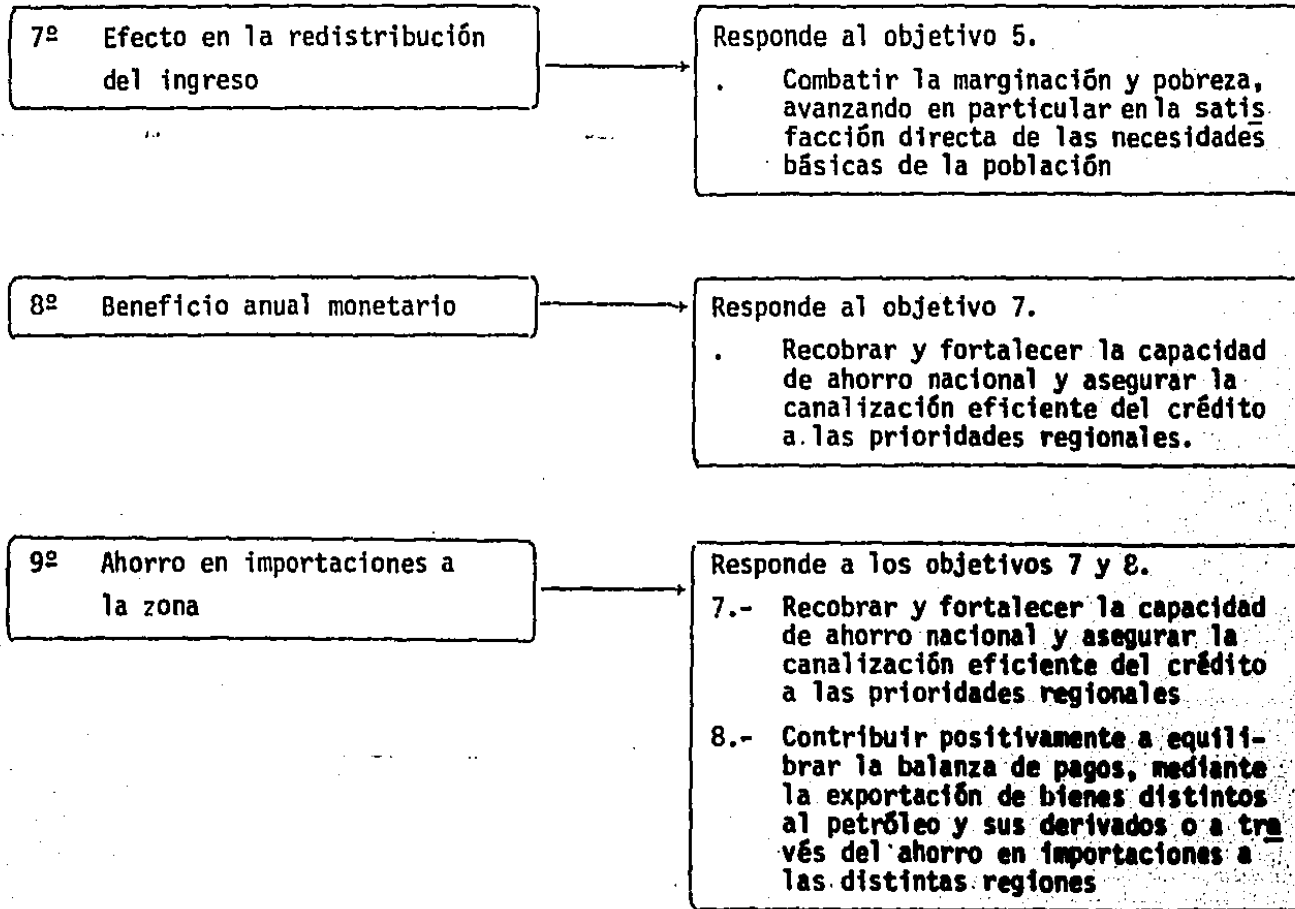 7º Efecto en la redistribución
del ingreso
Responde al objetivo 5.
. Combatir la marginación y pobreza,
avanzando en particular en la satis
facción directa de las necesidades
básicas de la población
8º Beneficio anual monetario
Responde al objetivo 7.
. Recobrar y fortalecer la capacidad
de ahorro nacional y asegurar la
canalización eficiente del crédito
a las prioridades regionales.
9º Ahorro en importaciones a
la zona
Responde a los objetivos 7 y 8.
7.- Recobrar y fortalecer la capacidad
de ahorro nacional y asegurar la
canalización eficiente del crédito
a las prioridades regionales
8.- Contribuir positivamente a equili-
brar la balanza de pagos, mediante
la exportación de bienes distintos
al petróleo y sus derivados o a tra
vés del ahorro en importaciones a
las distintas regiones